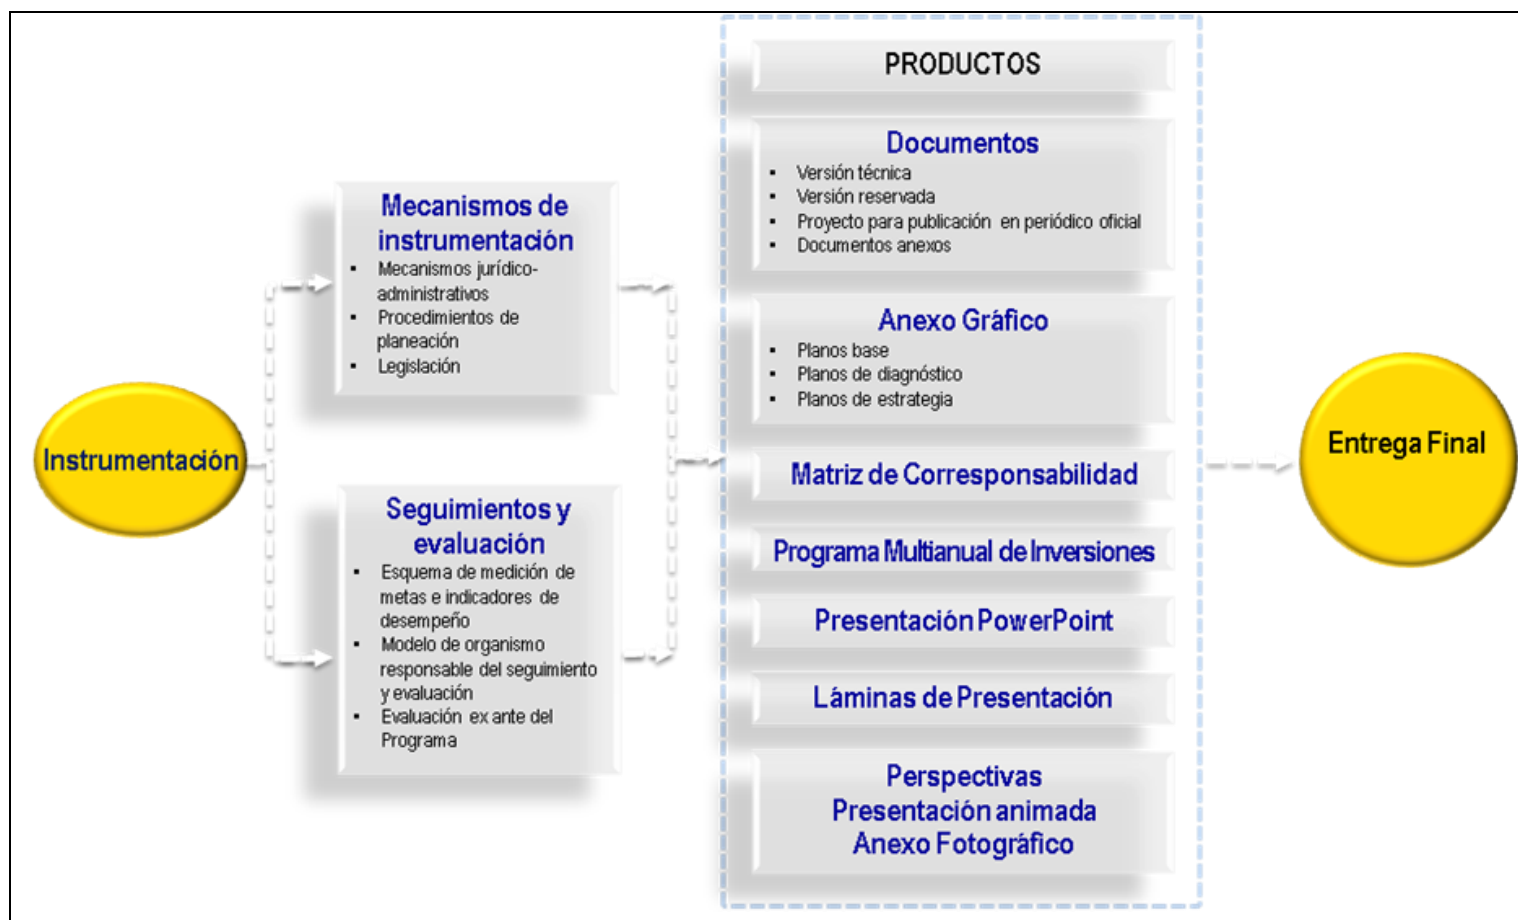 Instrumentación
Mecanismos de
instrumentación
▪ Mecanismos jurídico-
administrativos
▪ Procedimientos de
planeación
▪ Legislación
Seguimientos y
evaluación
▪ Esquema de medición de
metas e indicadores de
desempeño
▪ Modelo de organismo
responsable del seguimiento
y evaluación
▪ Evaluación ex ante del
Programa
PRODUCTOS
Documentos
▪ Versión técnica
▪ Versión reservada
▪ Proyecto para publicación en periódico oficial
▪ Documentos anexos
Anexo Gráfico
▪ Planos base
▪ Planos de diagnóstico
▪ Planos de estrategia
Matriz de Corresponsabilidad
Programa Multianual de Inversiones
Presentación PowerPoint
Láminas de Presentación
Perspectivas
Presentación animada
Anexo Fotográfico
Entrega Final